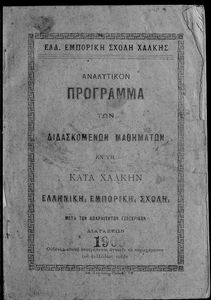 ΕΛΛ. ΕΜΠΟΡΙΚΗ ΣΧΟΛΗ ΧΑΛΚΗΣ
ΑΝΑΛΥΤΙΚΟΝ
ΠΡΟΓΡΑΜΜΑ
ΤΩΝ
ΔΙΔΑΣΚΟΜΕΝΩΝ ΜΑΘΗΜΑΤΩΝ
ΕΝ ΤΗ
ΚΑΤΑ ΧΑΛΚΗΝ
ΕΛΛΗΝΙΚΗ, ΕΜΠΟΡΙΚΗ, ΣΧΟΛΗ,
ΜΕΤΑ ΤΩΝ ΑΠΑΡΑΙΤΗΤΩΝ ΕΣΩΤΕΡΙΚΩΝ
ΔΙΑΤΑΞΕΩΝ